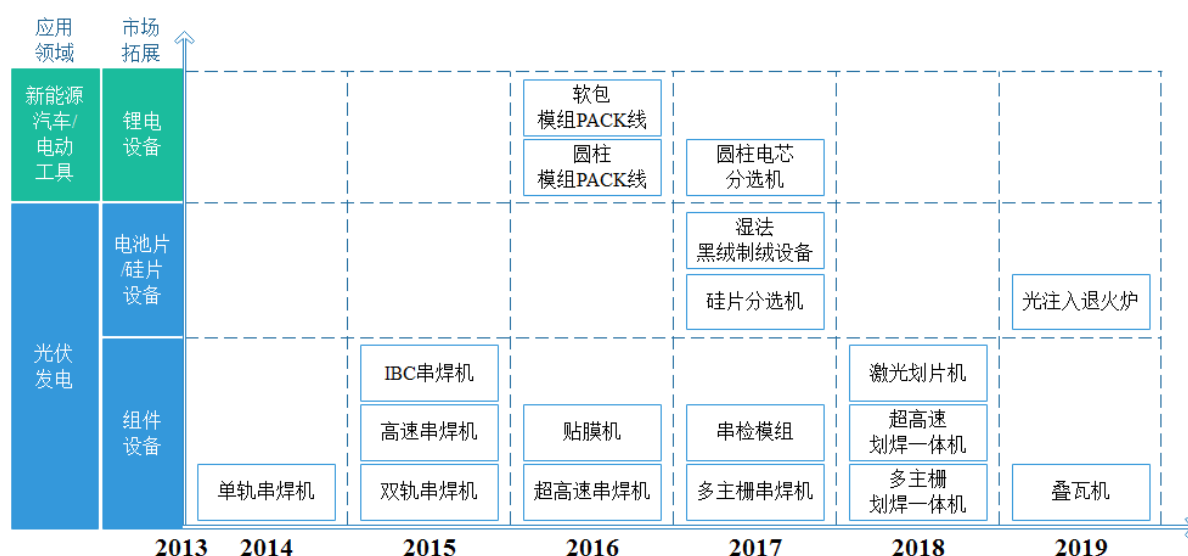 应用
领域
市场
拓展
新能源
汽车/
电动
工具
锂电
设备
软包
模组PACK线
圆柱
模组PACK线
圆柱电芯
分选机
光伏
发电
电池片
/硅片
设备
湿法
黑绒制绒设备
硅片分选机
光注入退火炉
组件
设备
IBC串焊机
激光划片机
高速串焊机
贴膜机
串检模组
超高速
划焊一体机
单轨串焊机
双轨串焊机
超高速串焊机
多主栅串焊机
多主栅
划焊一体机
叠瓦机
2013
2014
2015
2016
2017
2018
2019